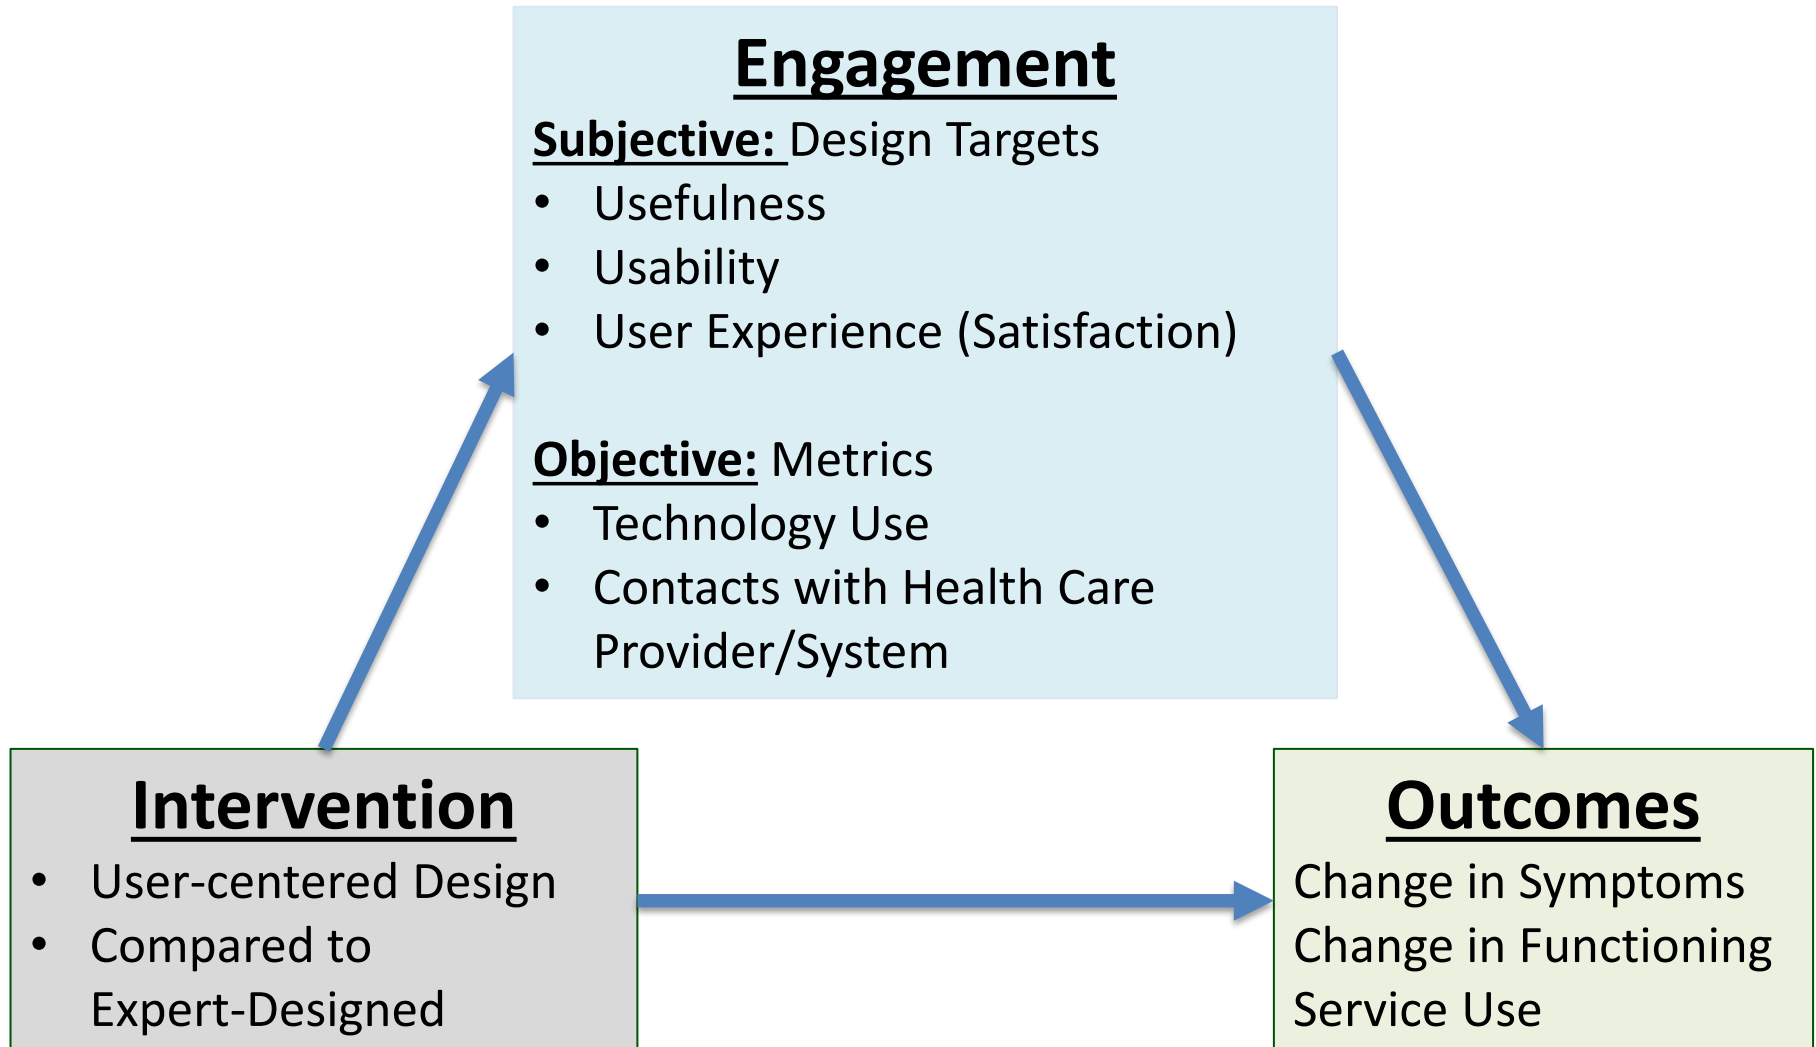 Engagement
Subjective: Design Targets
• Usefulness
• Usability
• User Experience (Satisfaction)
Objective: Metrics
• Technology Use
• Contacts with Health Care
Provider/System
Intervention
• User-centered Design
• Compared to
Expert-Designed
Outcomes
Change in Symptoms
Change in Functioning
Service Use